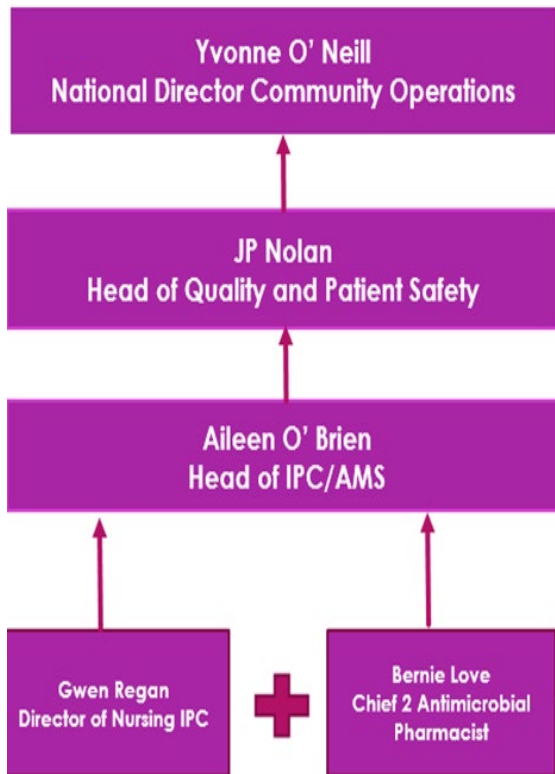 Yvonne O' Neill
National Director Community Operations
JP Nolan
Head of Quality and Patient Safety
Aileen O' Brien
Head of IPC/AMS
Gwen Regan
Director of Nursing IPC
Bernie Love
Chief 2 Antimicrobial
Pharmacist